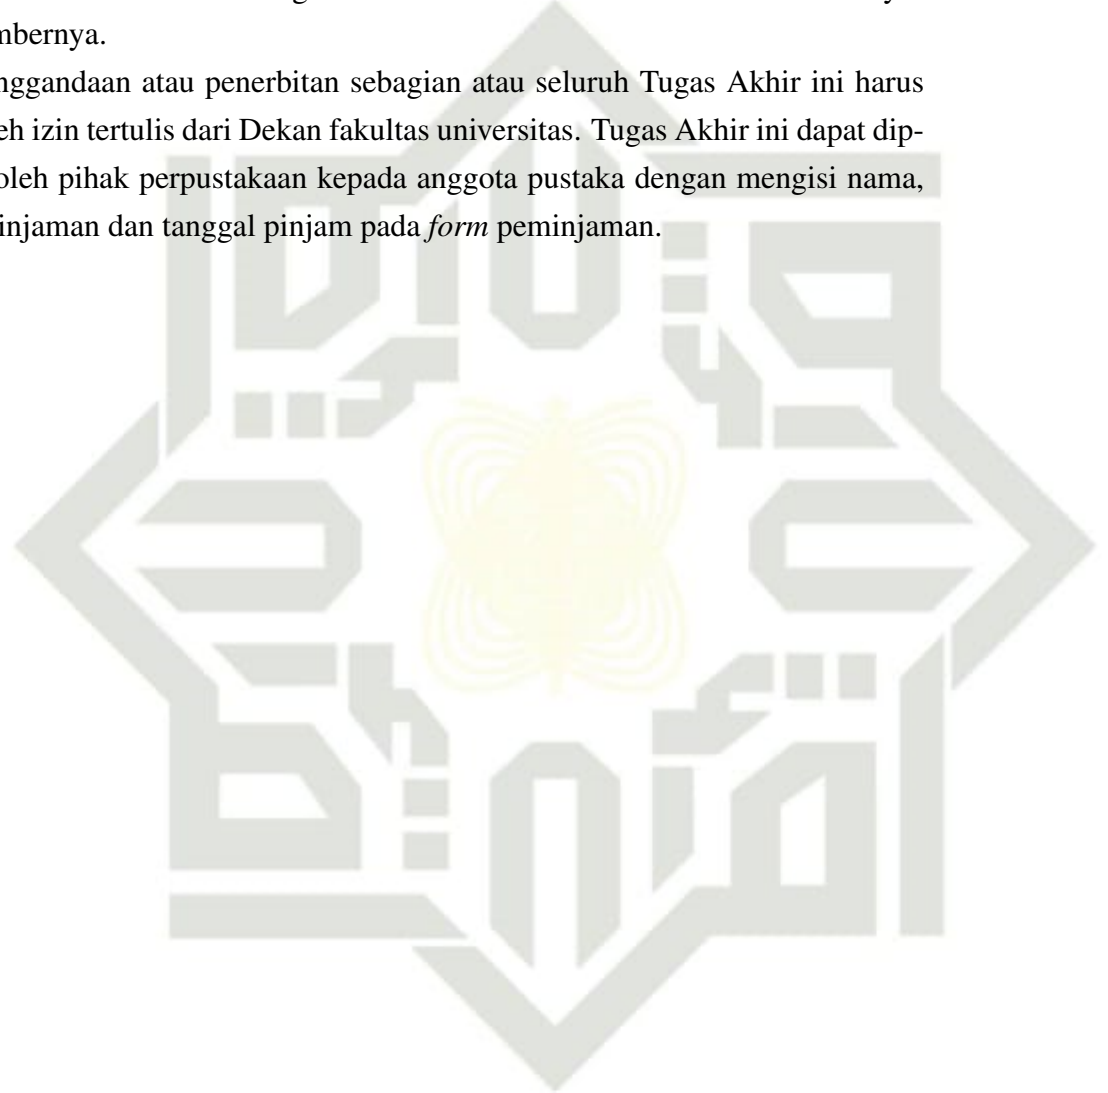 mbernya.
nggandaan atau penerbitan sebagian atau seluruh Tugas Akhir ini harus
eh izin tertulis dari Dekan fakultas universitas. Tugas Akhir ini dapat dip-
oleh pihak perpustakaan kepada anggota pustaka dengan mengisi nama,
injaman dan tanggal pinjam pada form peminjaman.